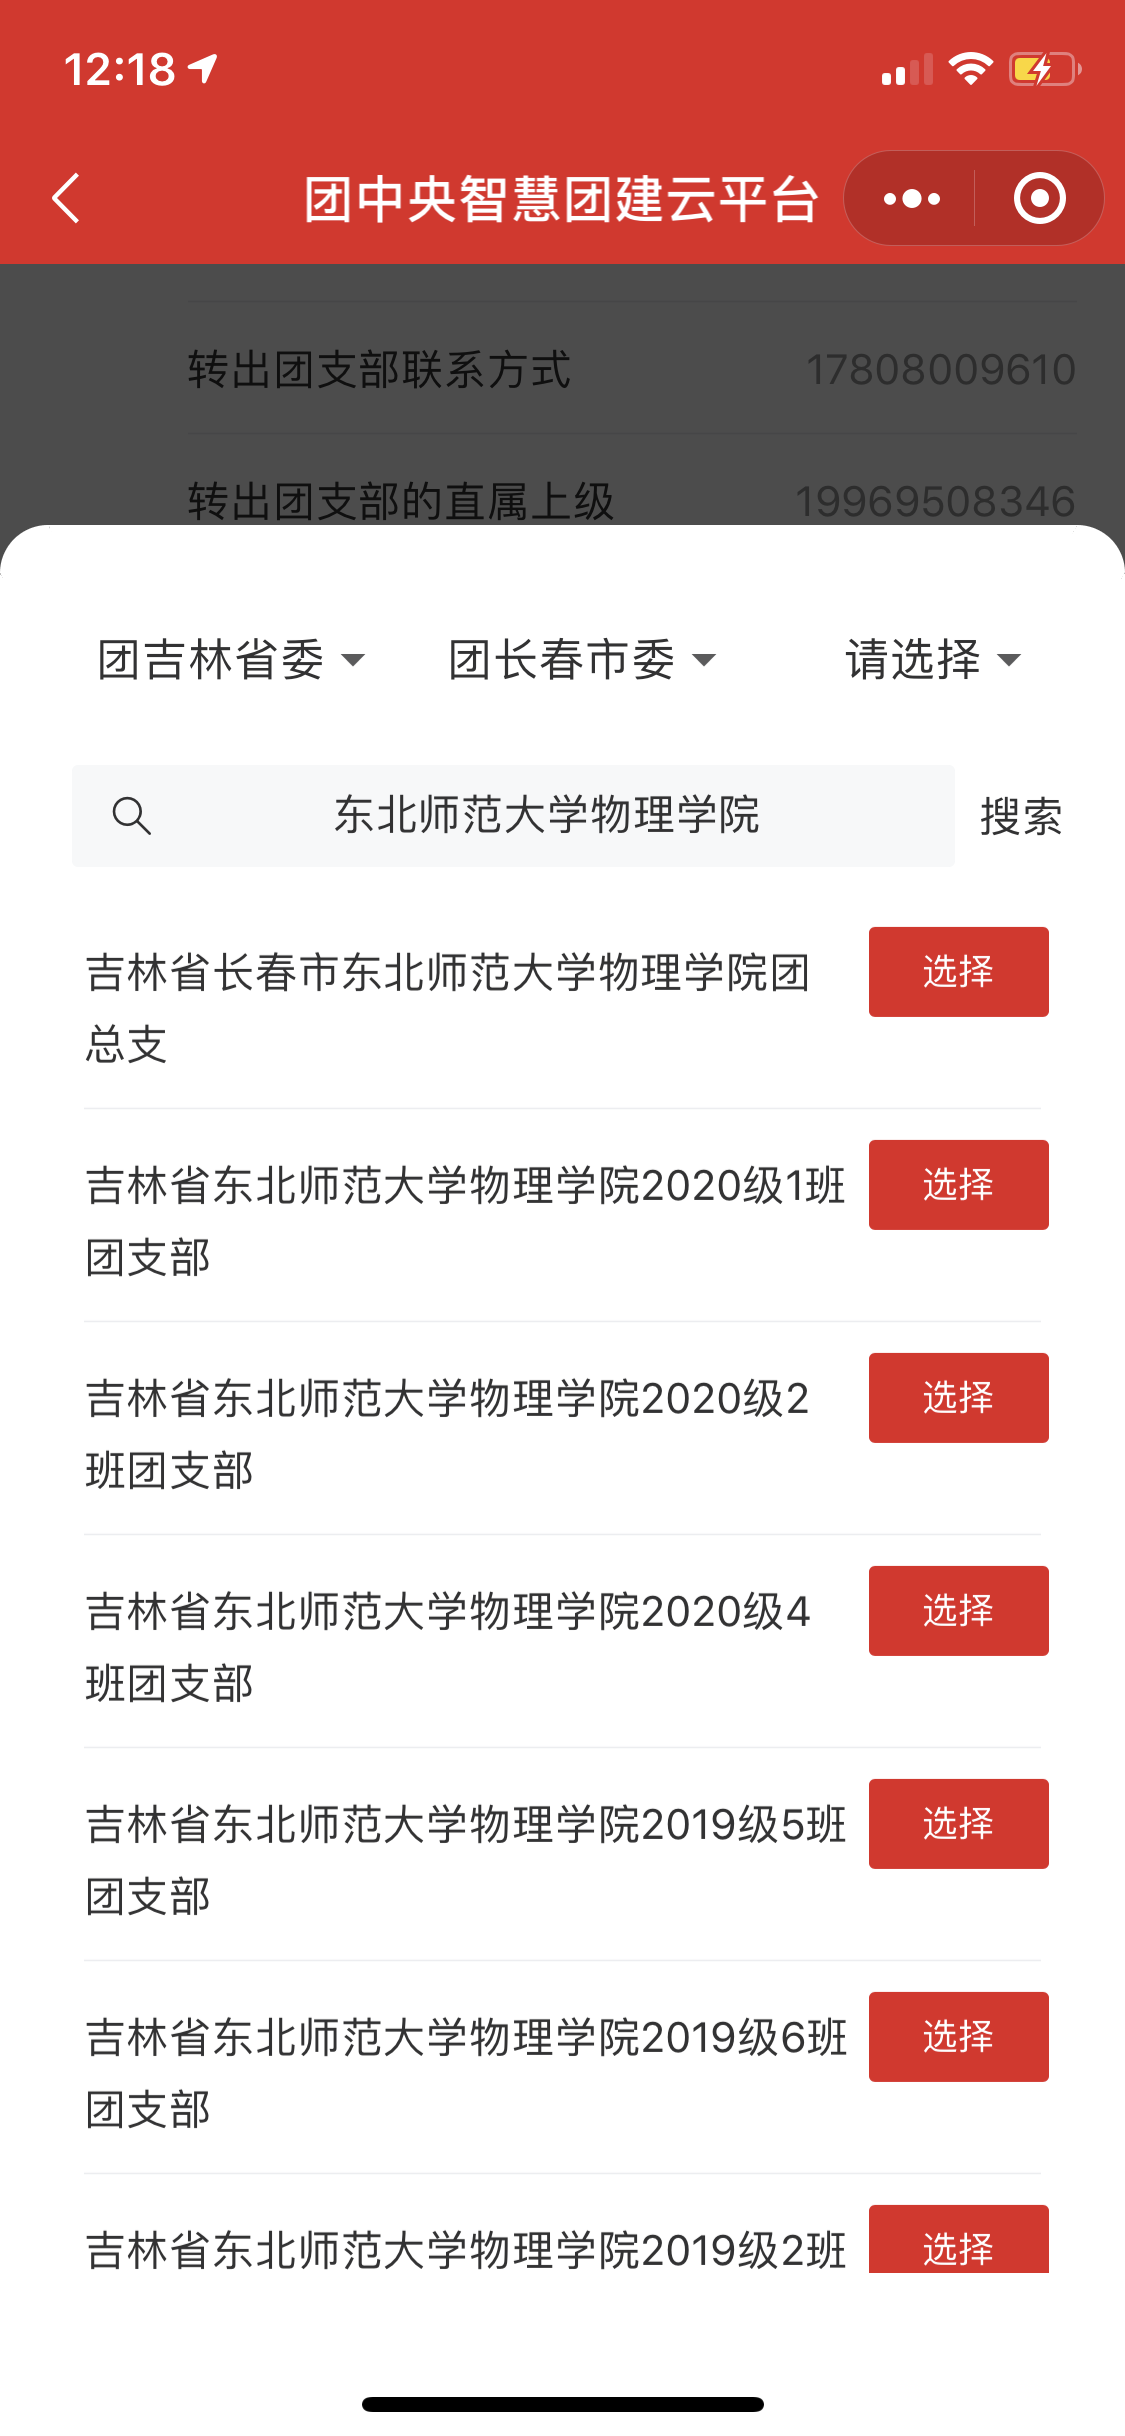 12:18
团中央智慧团建云平台
转出团支部联系方式 17808009610
转出团支部的直属上级 19969508346
团吉林省委 团长春市委 请选择
东北师范大学物理学院 搜索
吉林省长春市东北师范大学物理学院团 选择
总支
吉林省东北师范大学物理学院2020级1班 选择
团支部
吉林省东北师范大学物理学院2020级2 选择
班团支部
吉林省东北师范大学物理学院2020级4 选择
班团支部
吉林省东北师范大学物理学院2019级5班 选择
团支部
吉林省东北师范大学物理学院2019级6班 选择
团支部
吉林省东北师范大学物理学院2019级2班 选择